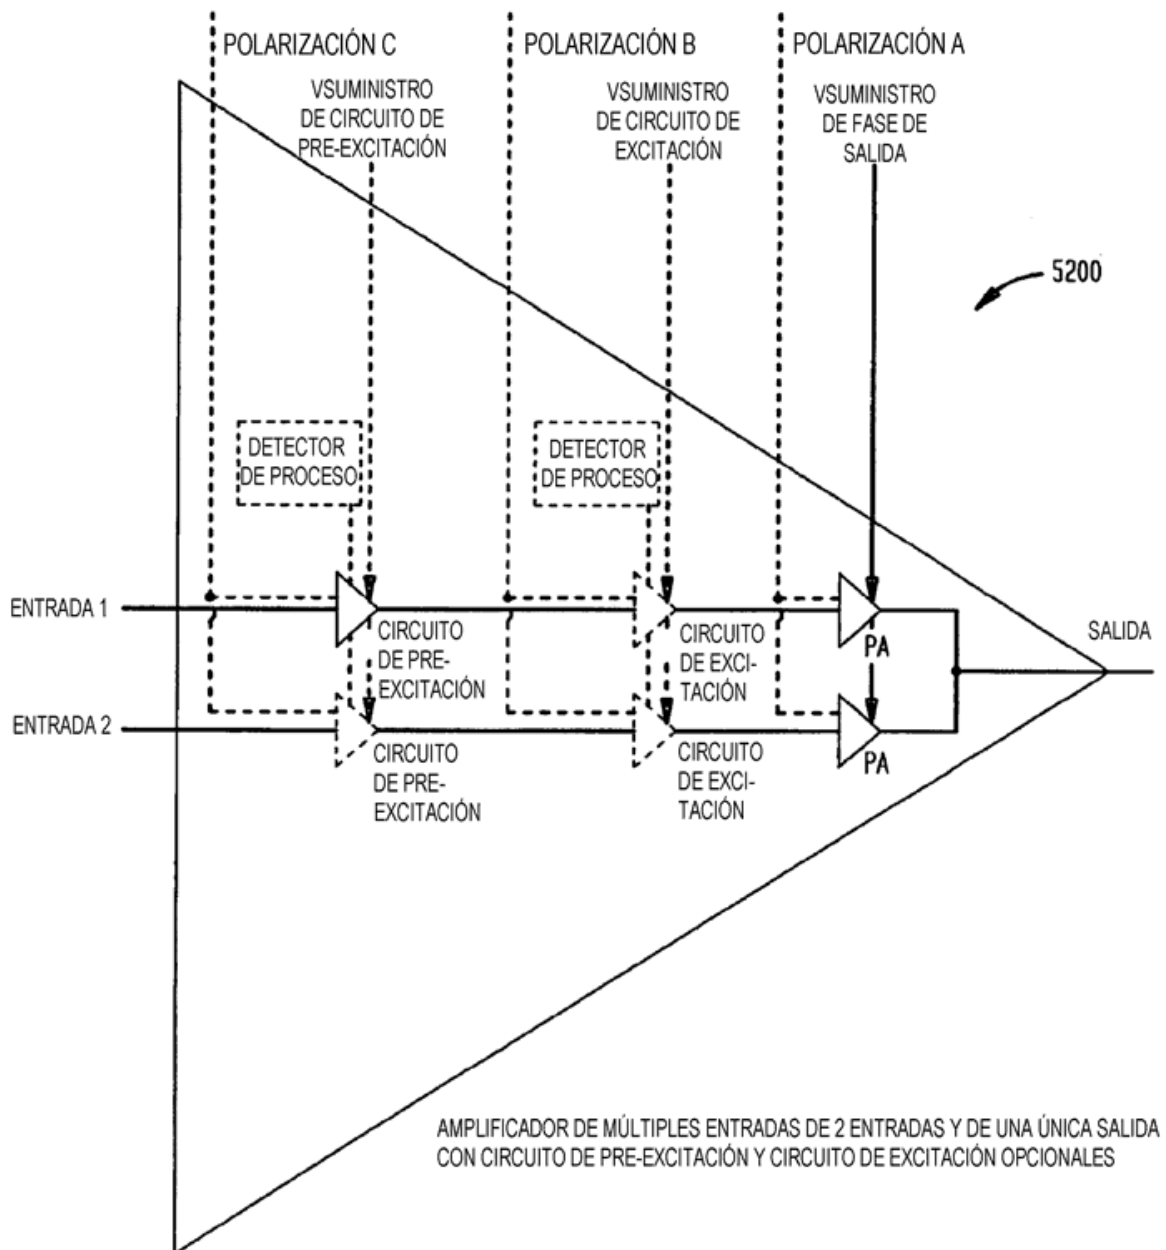 POLARIZACIÓN C
POLARIZACIÓN B
POLARIZACIÓN A
VSUMINISTRO
DE CIRCUITO DE
PRE-EXCITACIÓN
VSUMINISTRO
DE CIRCUITO DE
EXCITACIÓN
VSUMINISTRO
DE FASE DE
SALIDA
5200
DETECTOR
DE PROCESO
DETECTOR
DE PROCESO
ENTRADA 1
CIRCUITO
DE PRE-
EXCITACIÓN
CIRCUITO
DE EXCI-
TACIÓN
PA
SALIDA
ENTRADA 2
CIRCUITO
DE PRE-
EXCITACIÓN
CIRCUITO
DE EXCI-
TACIÓN
PA
AMPLIFICADOR DE MÚLTIPLES ENTRADAS DE 2 ENTRADAS Y DE UNA ÚNICA SALIDA
CON CIRCUITO DE PRE-EXCITACIÓN Y CIRCUITO DE EXCITACIÓN OPCIONALES